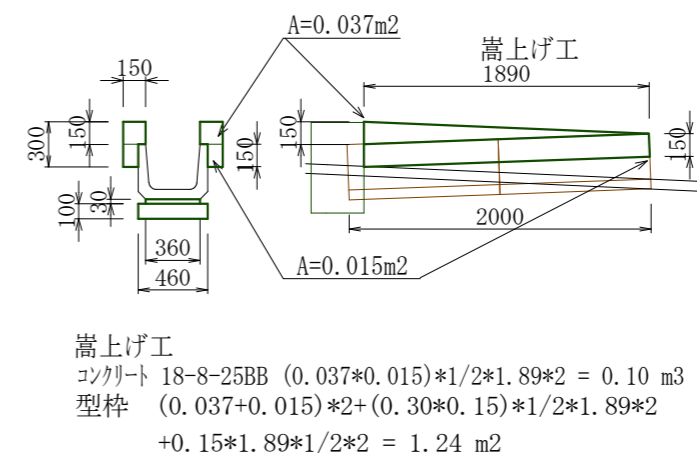 A=0.037m2
嵩上げ工
1890
150
300
150
150
150
150
100
30
360
460
2000
A=0.015m2
嵩上げ工
コンクリート 18-8-25BB (0.037*0.015)*1/2*1.89*2 = 0.10 m3
型枠 (0.037+0.015)*2+(0.30*0.15)*1/2*1.89*2
+0.15*1.89*1/2*2 = 1.24 m2